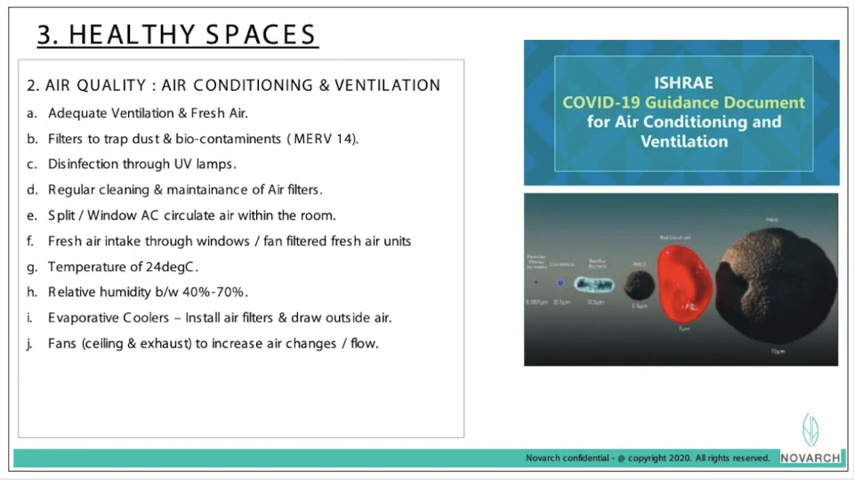 3. HEALTHY SPACES
2. AIR QUALITY : AIR CONDITIONING & VENTILATION
a. Adequate Ventilation & Fresh Air.
b. Filters to trap dust & bio-contaminents ( MERV 14).
c. Disinfection through UV lamps.
d. Regular cleaning & maintainance of Air filters.
e. Split / Window AC circulate air within the room.
f. Fresh air intake through windows / fan filtered fresh air units
g. Temperature of 24degC.
h. Relative humidity b/w 40%-70%.
i. Evaporative Coolers – Install air filters & draw outside air.
j. Fans (ceiling & exhaust) to increase air changes / flow.
ISHRAE
COVID-19 Guidance Document
for Air Conditioning and
Ventilation
Red blood cell
Novarch confidential - @ copyright 2020. All rights reserved.
NOVARCH